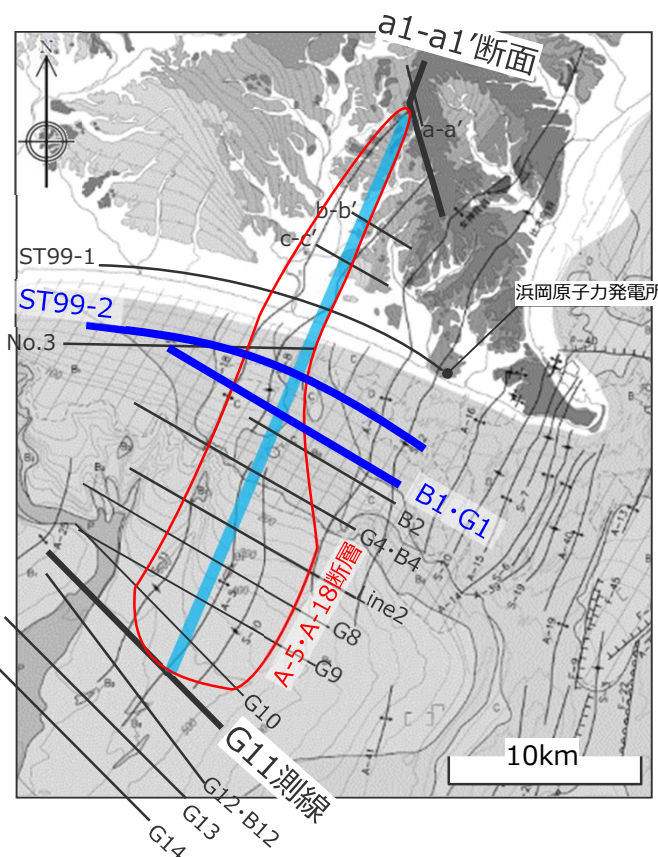 a1-a1′断面
N
a-a′
b-b′
c-c′
ST99-1
浜岡原子力発電所
ST99-2
No.3
B1・G1
B2
G4・B4
Line2
A-5・A-18断層
G8
G9
G10
G11測線
10km
G12・B12
G13
G14